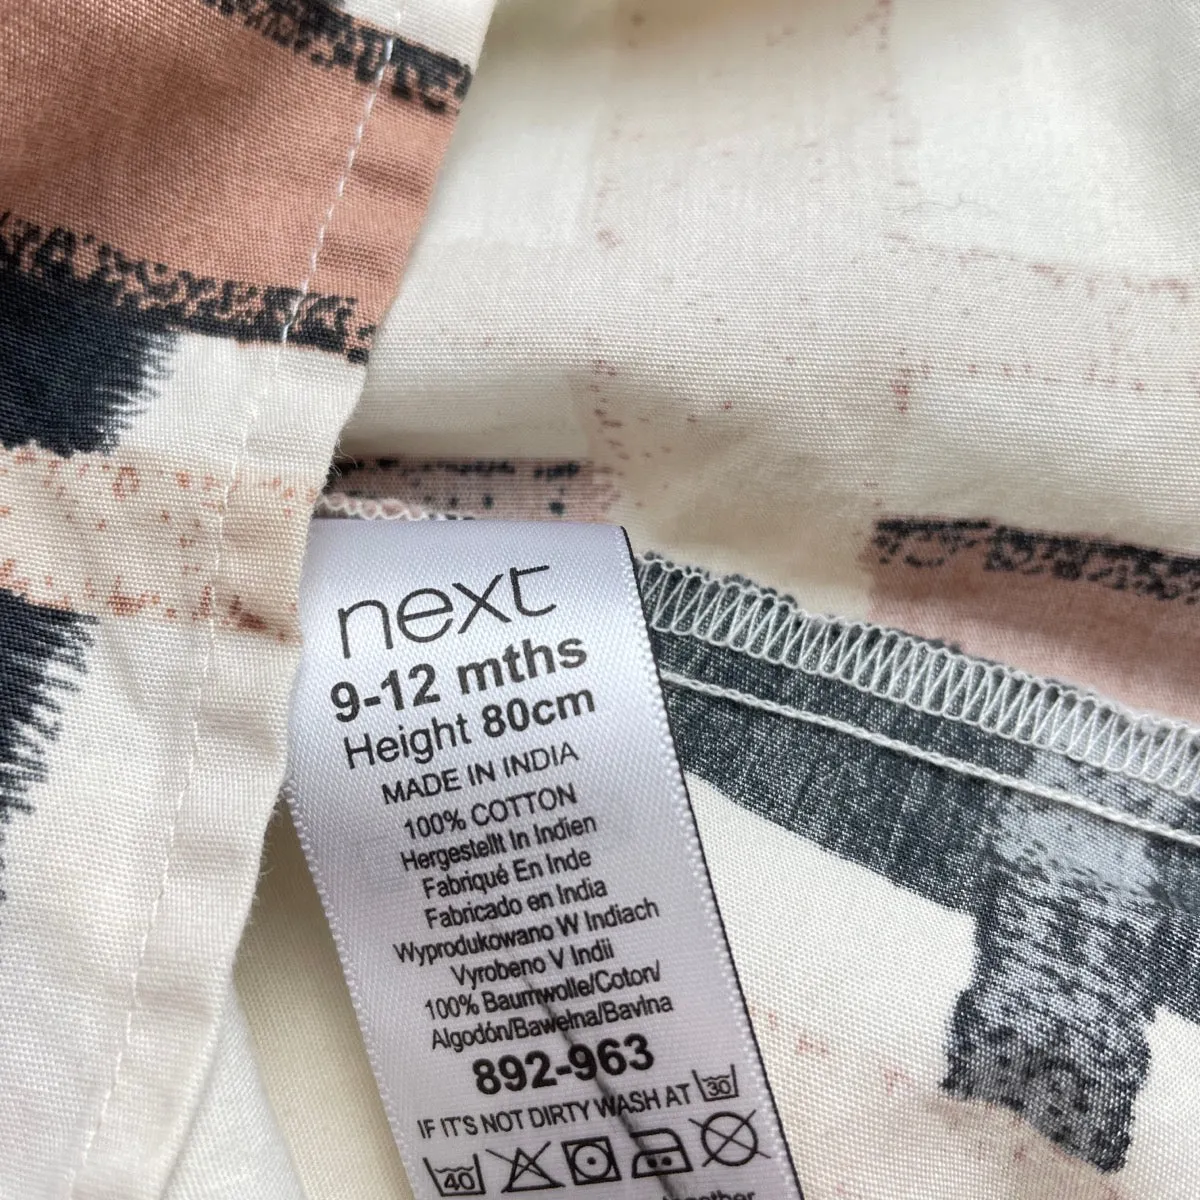 next
9-12 mths
Height 80cm
MADE IN INDIA
100% COTTON
Hergestellt In Indien
Fabriqué En Inde
Fabricado en India
Wyprodukowano W Indiach
Vyrobeno V Indii
100% Baumwolle/Coton/
Algodón/Bawełna/Bavlna
892-963
IF IT'S NOT DIRTY WASH AT 30
40